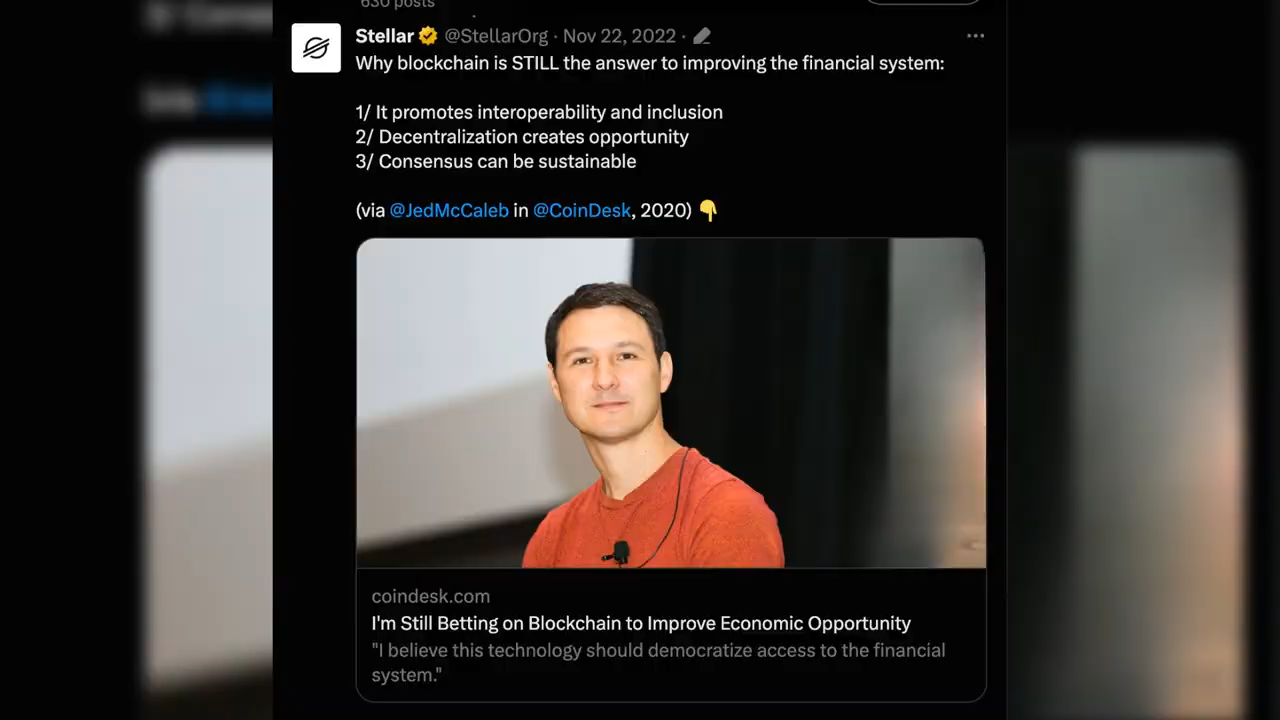 630 posts
Stellar @StellarOrg · Nov 22, 2022 ·
Why blockchain is STILL the answer to improving the financial system:
1/ It promotes interoperability and inclusion
2/ Decentralization creates opportunity
3/ Consensus can be sustainable
(via @JedMcCaleb in @CoinDesk, 2020) 👇
coindesk.com
I'm Still Betting on Blockchain to Improve Economic Opportunity
"I believe this technology should democratize access to the financial
system."